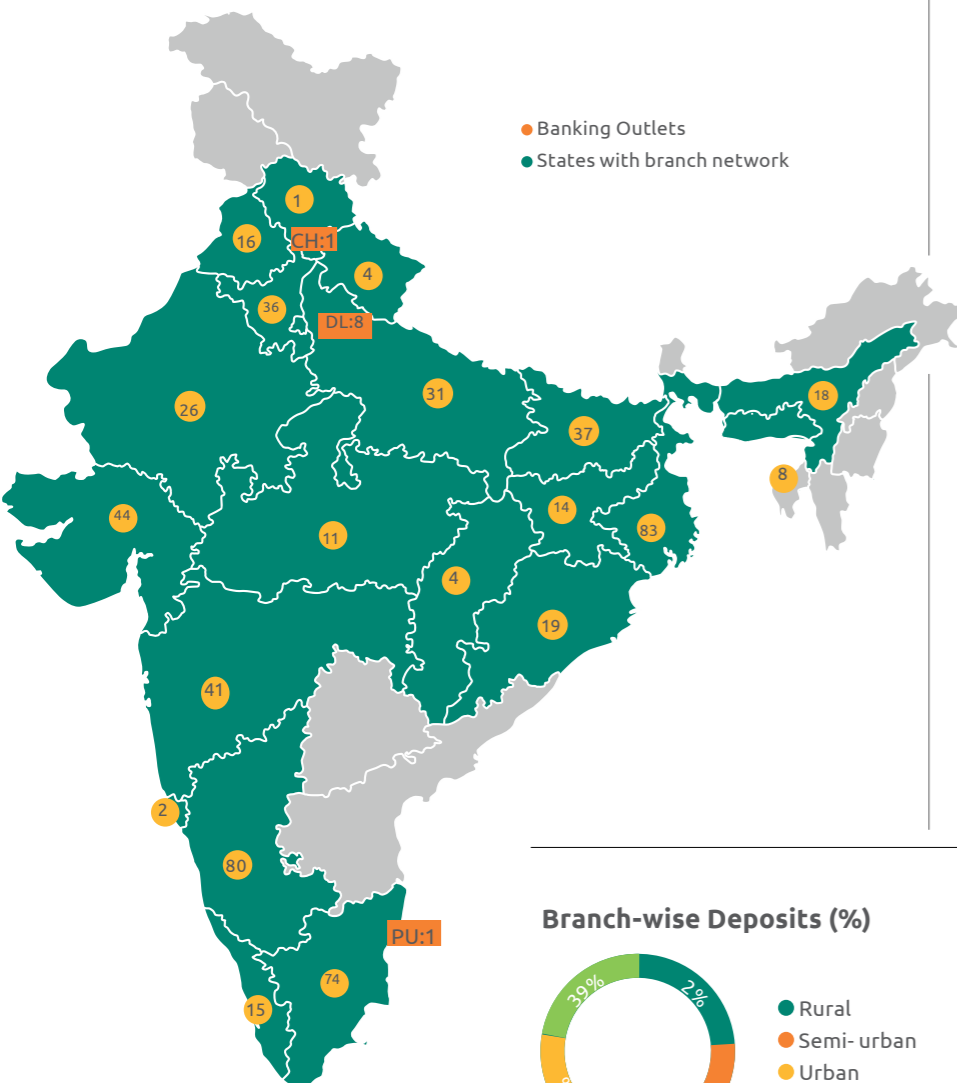 Banking Outlets
States with branch network
1
16
CH:1
4
36
DL:8
31
26
18
37
8
44
14
11
83
4
19
41
2
80
Branch-wise Deposits (%)
PU:1
74
39%
2%
15
Rural
Semi- urban
Urban